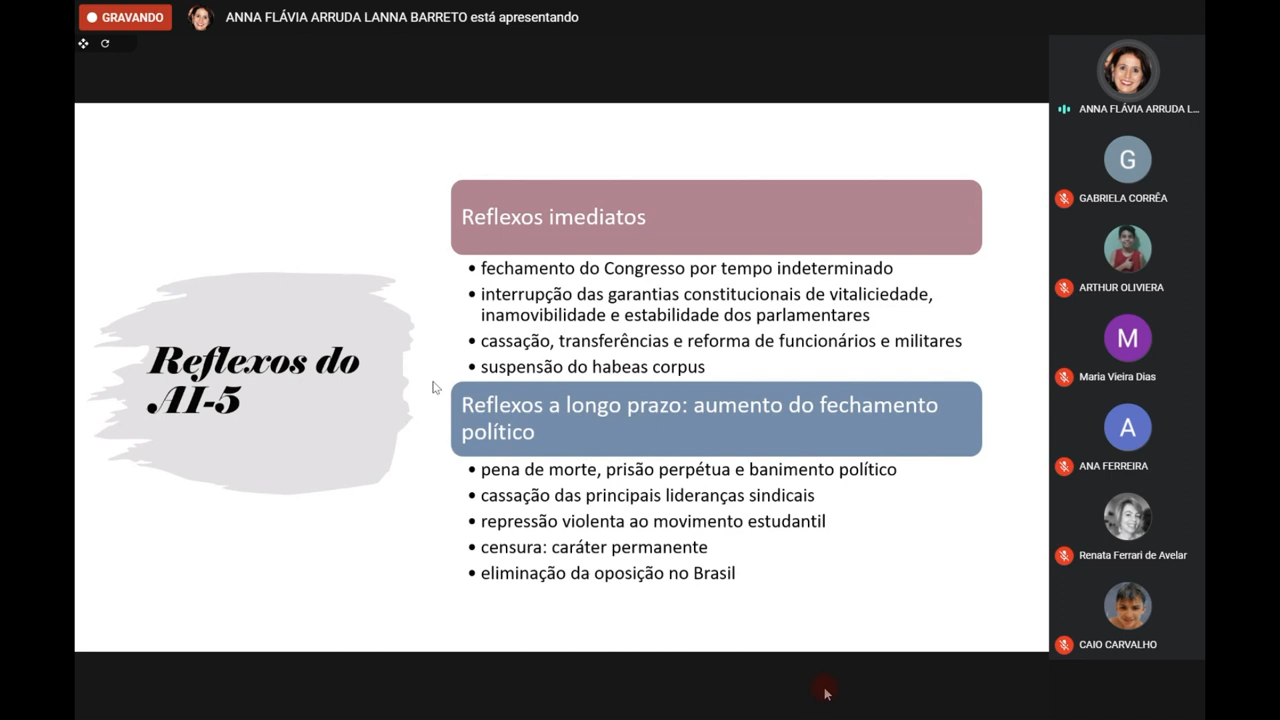 GRAVANDO
ANNA FLÁVIA ARRUDA LANNA BARRETO está apresentando
Reflexos do
AI-5
Reflexos imediatos
• fechamento do Congresso por tempo indeterminado
• interrupção das garantias constitucionais de vitaliciedade,
inamovibilidade e estabilidade dos parlamentares
• cassação, transferências e reforma de funcionários e militares
• suspensão do habeas corpus
Reflexos a longo prazo: aumento do fechamento
político
• pena de morte, prisão perpétua e banimento político
• cassação das principais lideranças sindicais
• repressão violenta ao movimento estudantil
• censura: caráter permanente
• eliminação da oposição no Brasil
ANNA FLÁVIA ARRUDA L...
G
GABRIELA CORRÊA
ARTHUR OLIVIERA
M
Maria Vieira Dias
A
ANA FERREIRA
Renata Ferrari de Avelar
CAIO CARVALHO